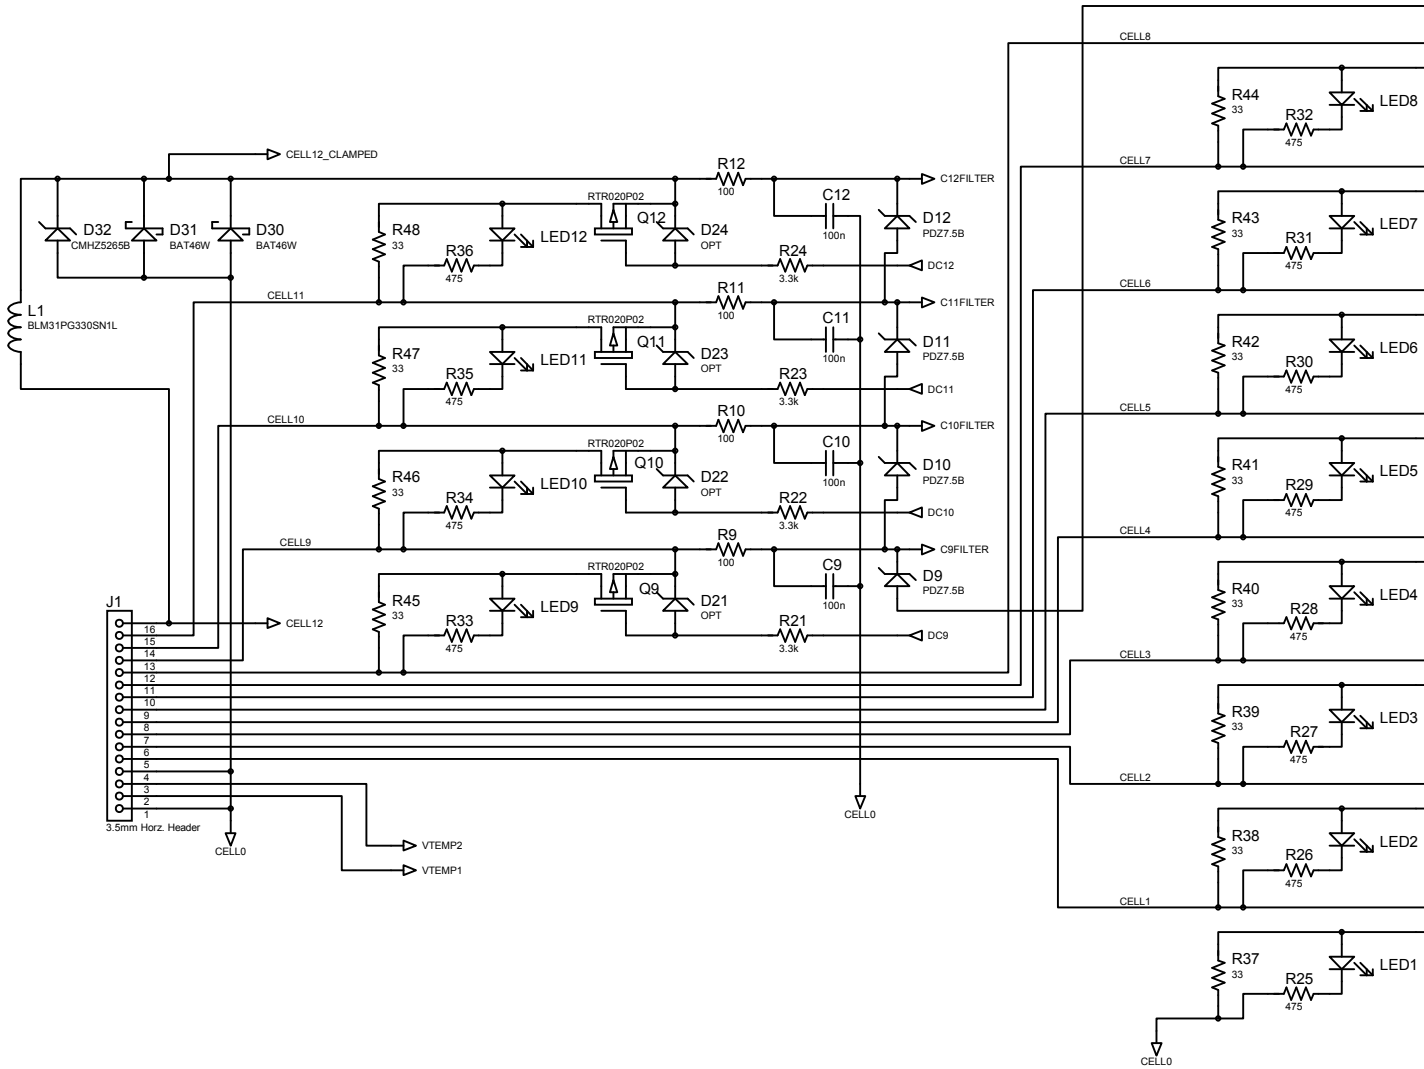 CELL8
R44
33
R32
475
LED8
CELL7
R43
33
R31
475
LED7
CELL6
R42
33
R30
475
LED6
CELL5
R41
33
R29
475
LED5
CELL4
R40
33
R28
475
LED4
CELL3
R39
33
R27
475
LED3
CELL2
R38
33
R26
475
LED2
CELL1
R37
33
R25
475
LED1
CELL0
CELL12_CLAMPED
D32
CMHZ5265B
D31
BAT46W
D30
BAT46W
L1
BLM31PG330SN1L
R12
100
C12FILTER
RTR020P02
Q12
R48
33
R36
475
LED12
D24
OPT
C12
100n
D12
PDZ7.5B
R24
3.3k
DC12
CELL11
R11
100
C11FILTER
RTR020P02
Q11
R47
33
R35
475
LED11
D23
OPT
C11
100n
D11
PDZ7.5B
R23
3.3k
DC11
CELL10
R10
100
C10FILTER
RTR020P02
Q10
R46
33
R34
475
LED10
D22
OPT
C10
100n
D10
PDZ7.5B
R22
3.3k
DC10
CELL9
R9
100
C9FILTER
RTR020P02
Q9
R45
33
R33
475
LED9
D21
OPT
C9
100n
D9
PDZ7.5B
R21
3.3k
DC9
J1
CELL12
16
15
14
13
12
11
10
9
8
7
6
5
4
3
2
1
3.5mm Horz. Header
CELL0
VTEMP2
VTEMP1
CELL0